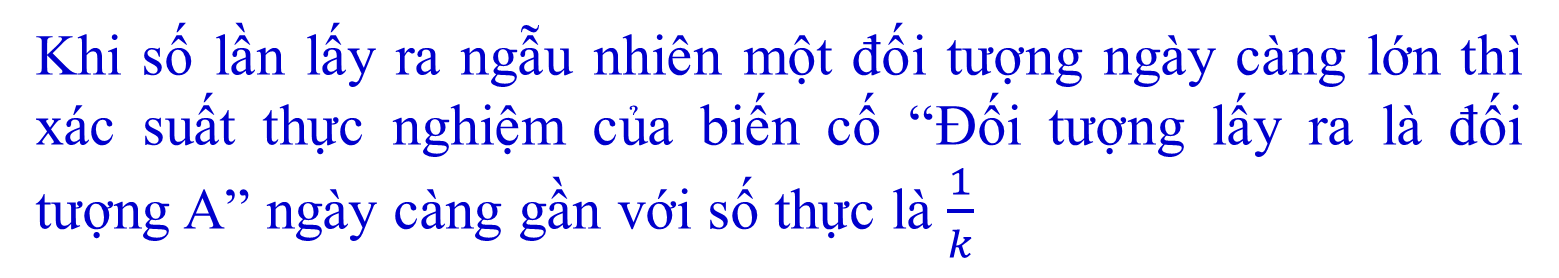 Khi số lần lấy ra ngẫu nhiên một đối tượng ngày càng lớn thì
xác suất thực nghiệm của biến cố “Đối tượng lấy ra là đối
tượng A” ngày càng gần với số thực là $\frac{1}{k}$